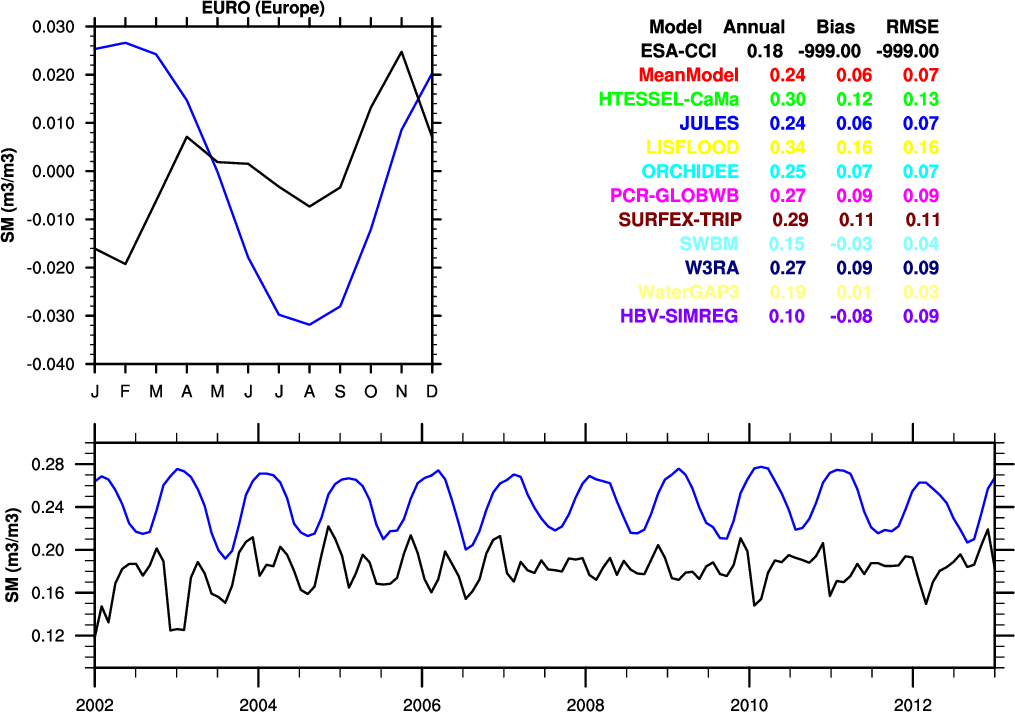 EURO (Europe)
0.030
0.020
0.010
0.000
-0.010
-0.020
-0.030
-0.040
SM (m3/m3)
J F M A M J J A S O N D
Model Annual Bias RMSE
ESA-CCI 0.18 -999.00 -999.00
MeanModel 0.24 0.06 0.07
HTESSEL-CaMa 0.30 0.12 0.13
JULES 0.24 0.06 0.07
LISFLOOD 0.34 0.16 0.16
ORCHIDEE 0.25 0.07 0.07
PCR-GLOBWB 0.27 0.09 0.09
SURFEX-TRIP 0.29 0.11 0.11
SWBM 0.15 -0.03 0.04
W3RA 0.27 0.09 0.09
WaterGAP3 0.19 0.01 0.03
HBV-SIMREG 0.10 -0.08 0.09
0.28
0.24
0.20
0.16
0.12
SM (m3/m3)
2002 2004 2006 2008 2010 2012